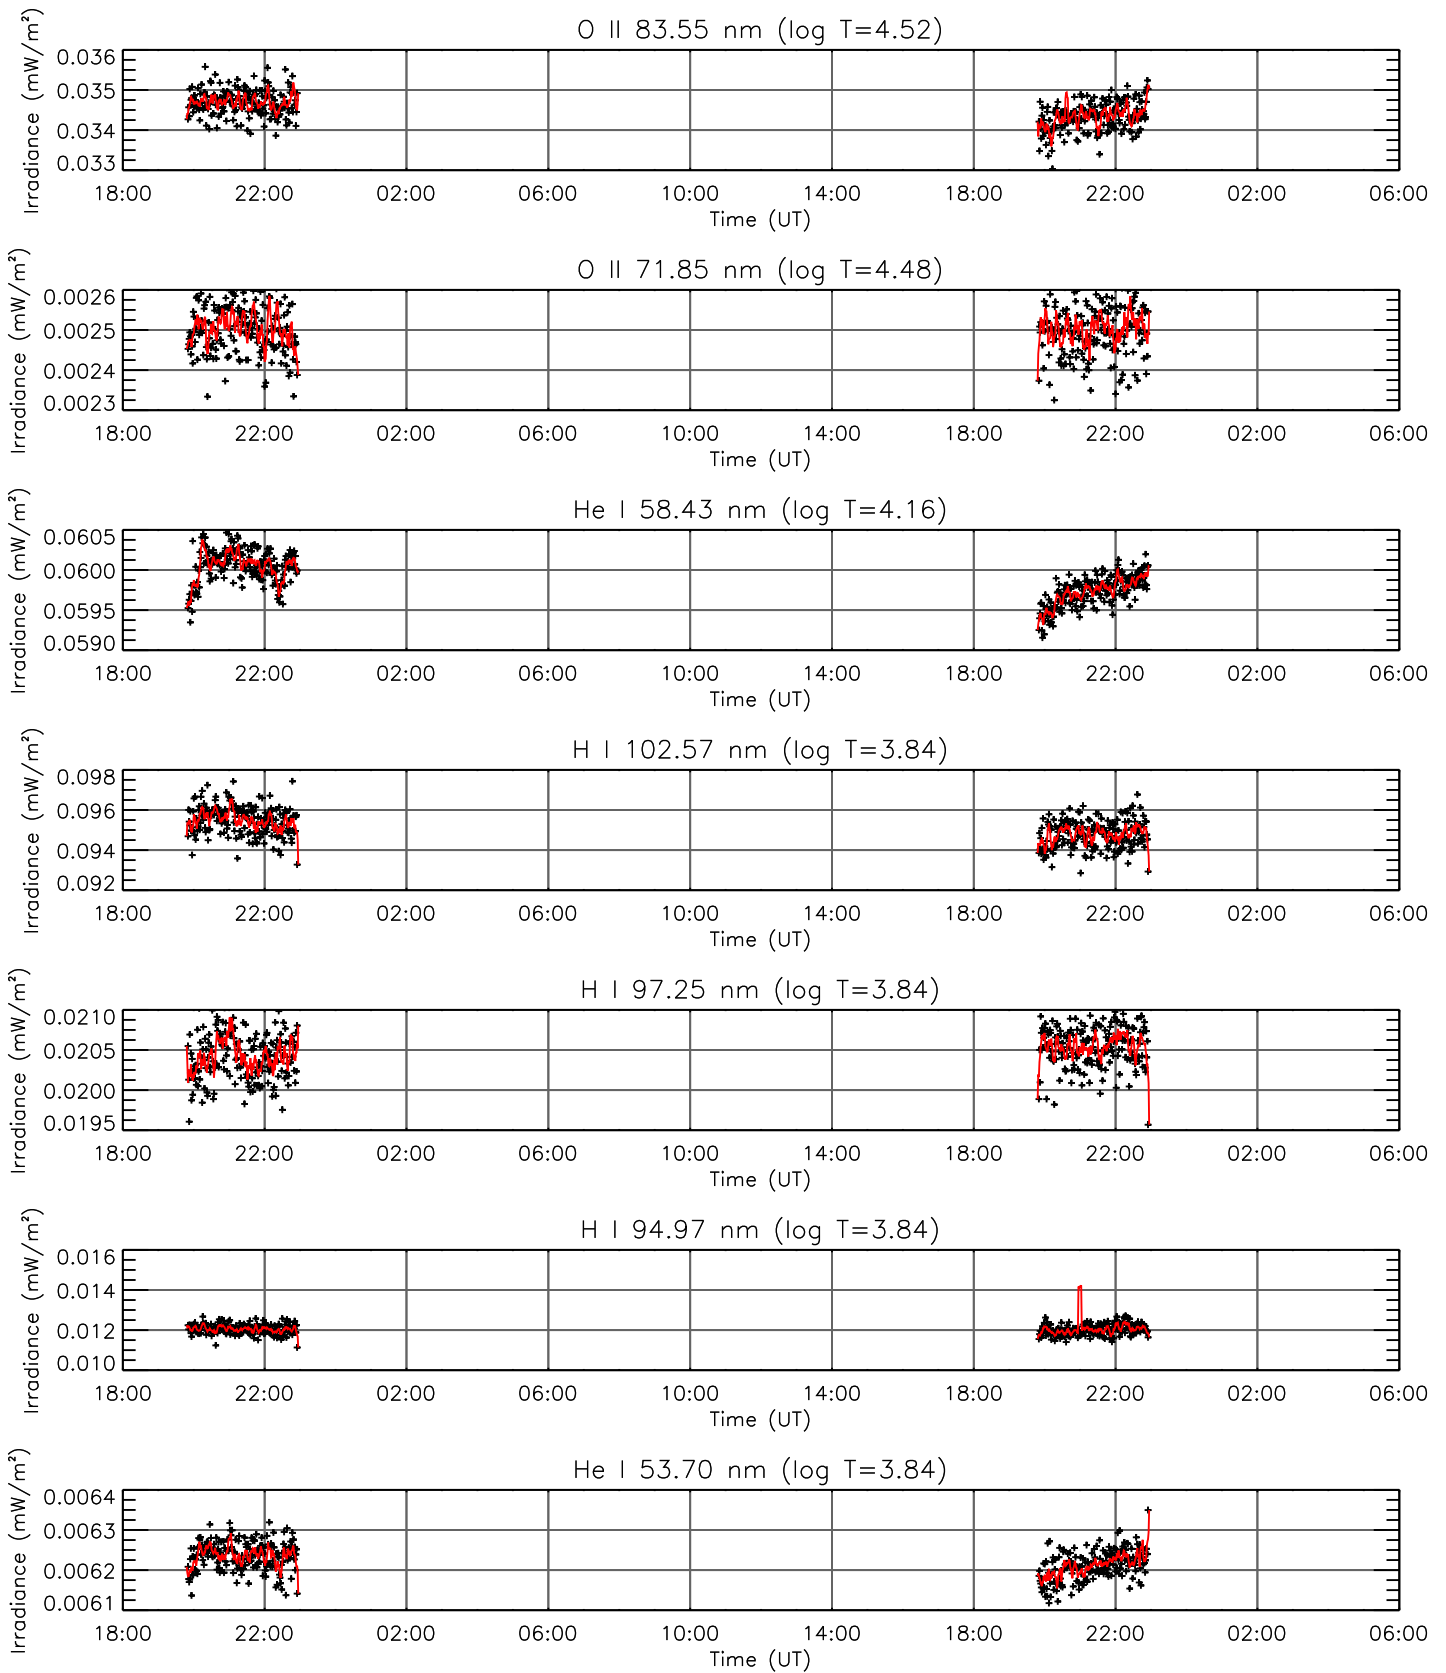 O II 83.55 nm (log T=4.52)
Irradiance (mW/m²)
0.036
0.035
0.034
0.033
18:00 22:00 02:00 06:00 10:00 14:00 18:00 22:00 02:00 06:00
Time (UT)
O II 71.85 nm (log T=4.48)
Irradiance (mW/m²)
0.0026
0.0025
0.0024
0.0023
18:00 22:00 02:00 06:00 10:00 14:00 18:00 22:00 02:00 06:00
Time (UT)
He I 58.43 nm (log T=4.16)
Irradiance (mW/m²)
0.0605
0.0600
0.0595
0.0590
18:00 22:00 02:00 06:00 10:00 14:00 18:00 22:00 02:00 06:00
Time (UT)
H I 102.57 nm (log T=3.84)
Irradiance (mW/m²)
0.098
0.096
0.094
0.092
18:00 22:00 02:00 06:00 10:00 14:00 18:00 22:00 02:00 06:00
Time (UT)
H I 97.25 nm (log T=3.84)
Irradiance (mW/m²)
0.0210
0.0205
0.0200
0.0195
18:00 22:00 02:00 06:00 10:00 14:00 18:00 22:00 02:00 06:00
Time (UT)
H I 94.97 nm (log T=3.84)
Irradiance (mW/m²)
0.016
0.014
0.012
0.010
18:00 22:00 02:00 06:00 10:00 14:00 18:00 22:00 02:00 06:00
Time (UT)
He I 53.70 nm (log T=3.84)
Irradiance (mW/m²)
0.0064
0.0063
0.0062
0.0061
18:00 22:00 02:00 06:00 10:00 14:00 18:00 22:00 02:00 06:00
Time (UT)